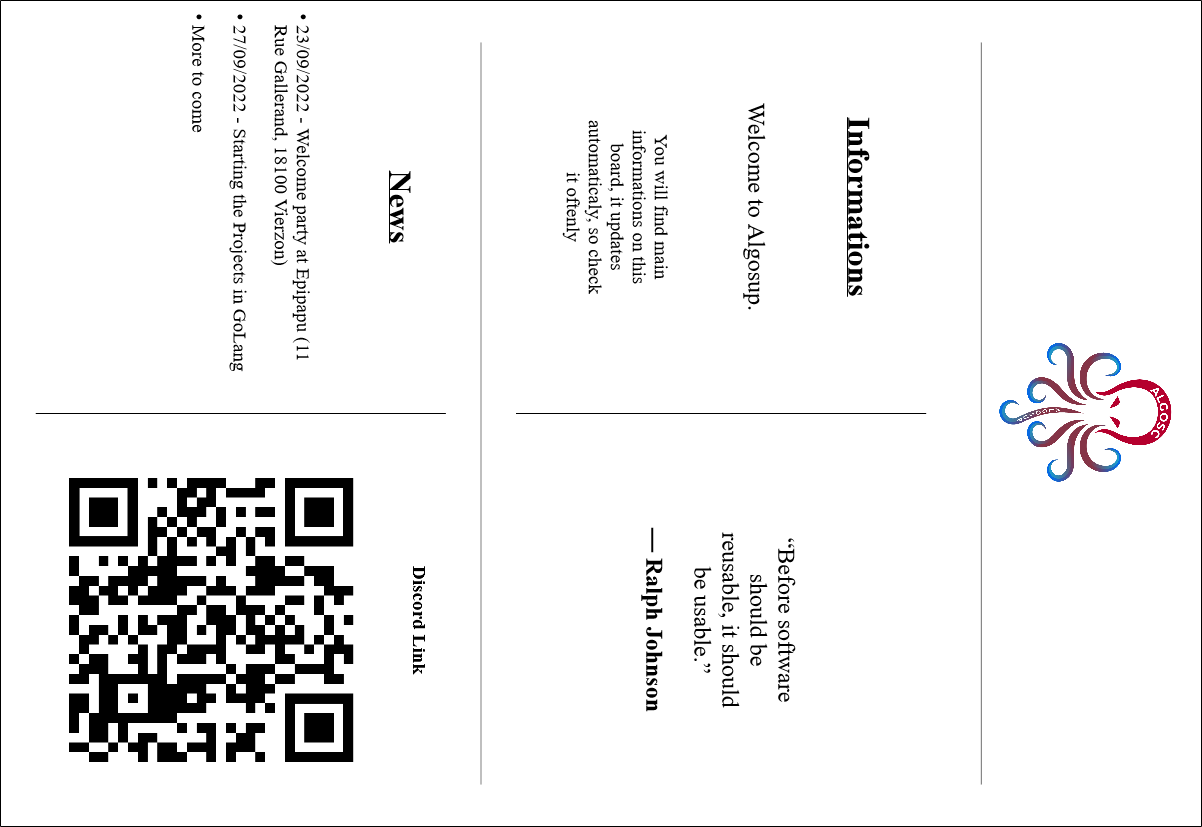 ALGOSC
Informations
Welcome to Algosup.
You will find main
informations on this
board, it updates
automaticaly, so check
it oftenly
“Before software
should be
reusable, it should
be usable.”
— Ralph Johnson
News
• 23/09/2022 - Welcome party at Epipapu (11
Rue Gallerand, 18100 Vierzon)
• 27/09/2022 - Starting the Projects in GoLang
• More to come
Discord Link